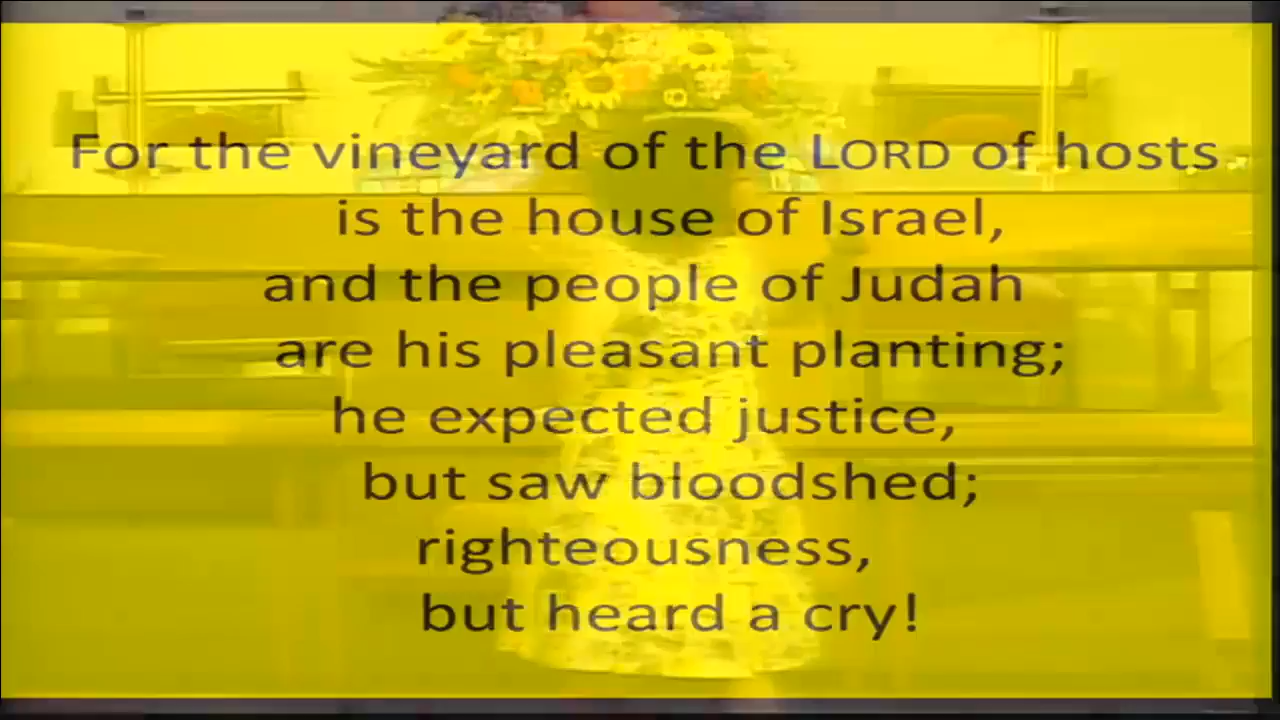 For the vineyard of the LORD of hosts
is the house of Israel,
and the people of Judah
are his pleasant planting;
he expected justice,
but saw bloodshed;
righteousness,
but heard a cry!